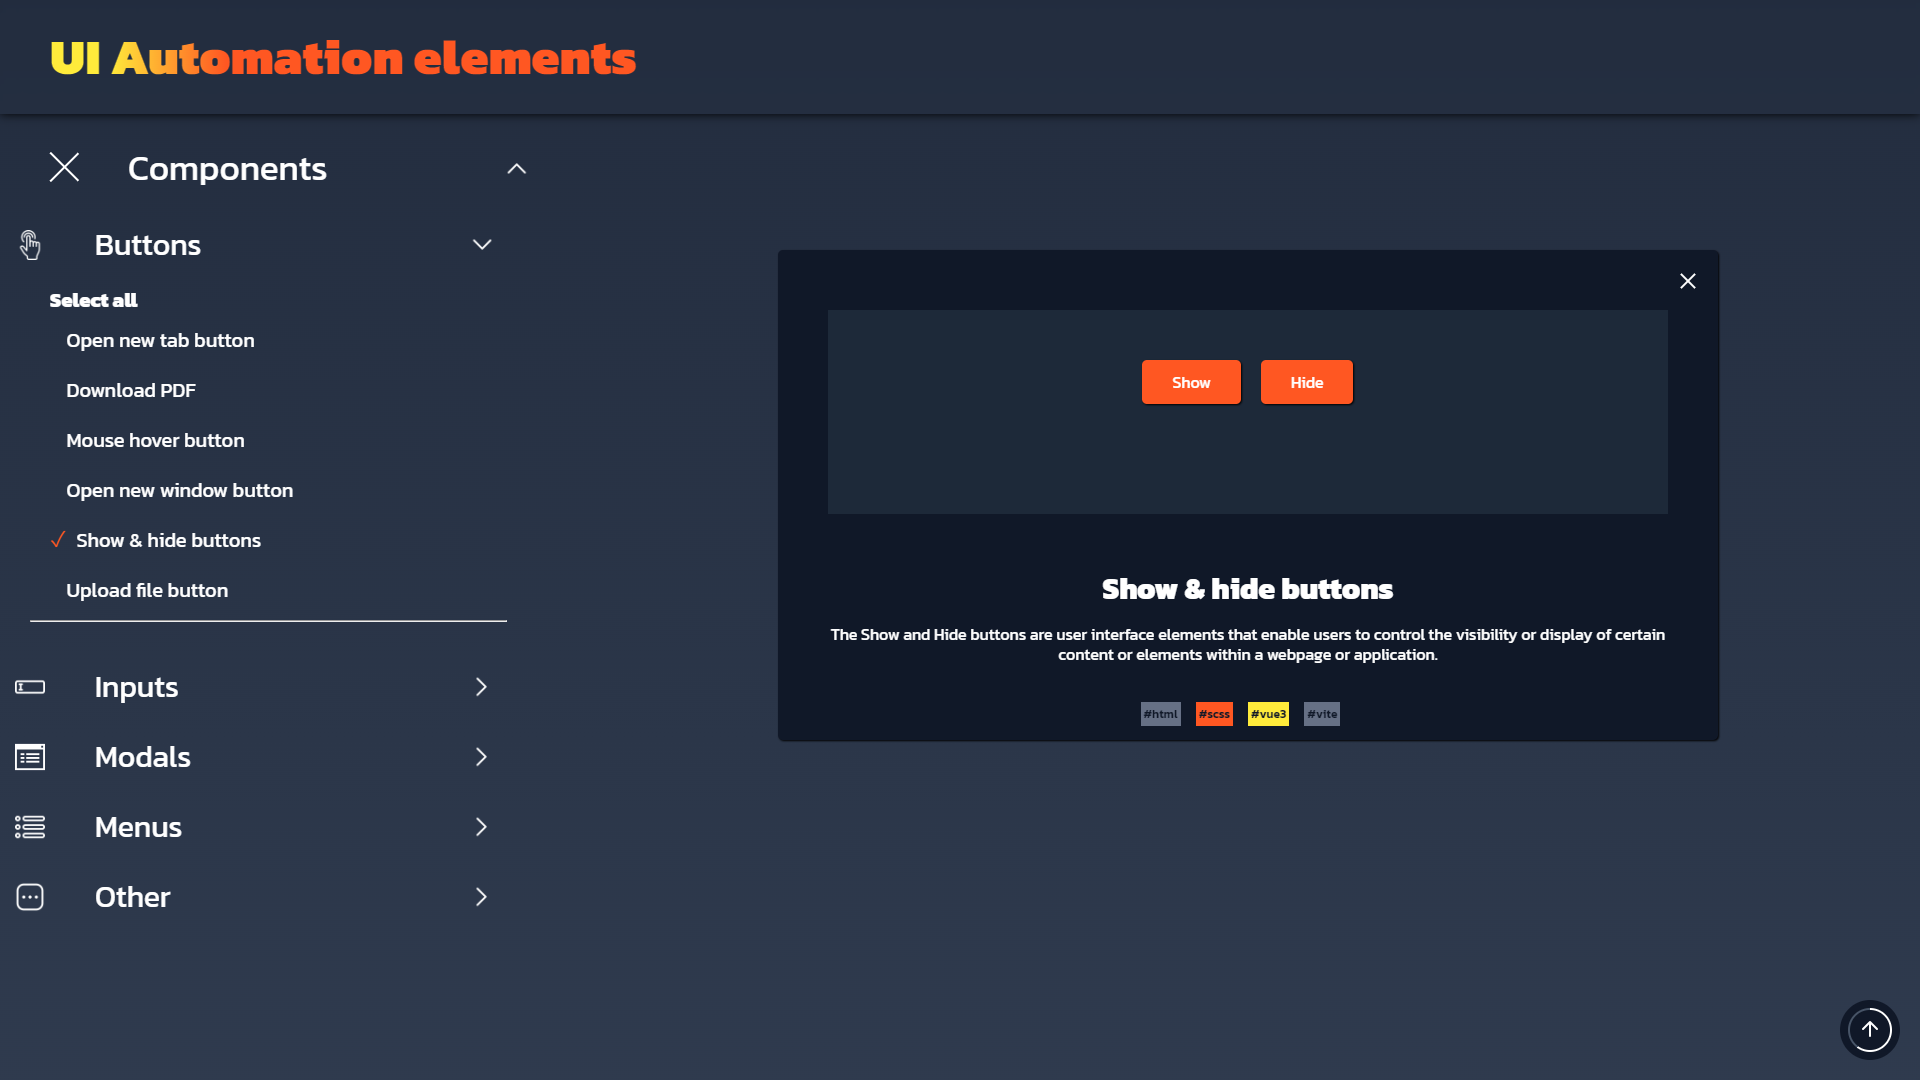 UI Automation elements
Components
Buttons
Select all
Open new tab button
Download PDF
Mouse hover button
Open new window button
Show & hide buttons
Upload file button
Inputs
Modals
Menus
Other
Show Hide
Show & hide buttons
The Show and Hide buttons are user interface elements that enable users to control the visibility or display of certain
content or elements within a webpage or application.
#html #scss #vue3 #vite